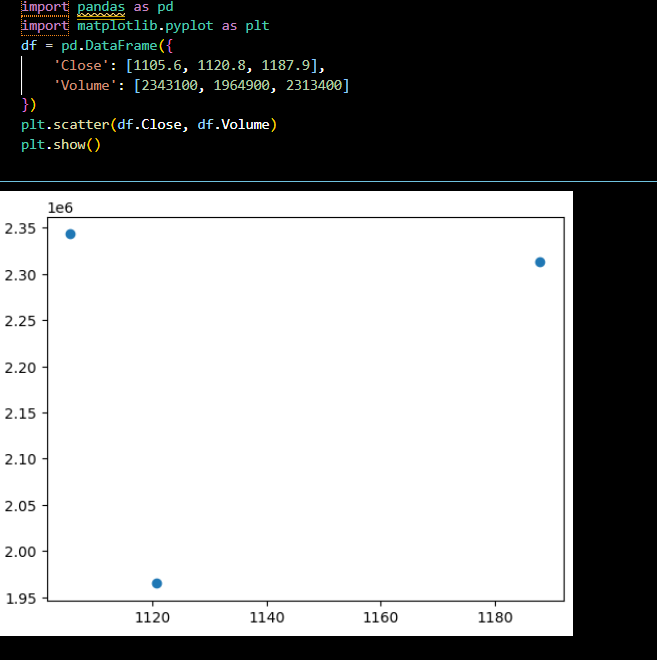 import pandas as pd
import matplotlib.pyplot as plt
df = pd.DataFrame({
    'Close': [1105.6, 1120.8, 1187.9],
    'Volume': [2343100, 1964900, 2313400]
})
plt.scatter(df.Close, df.Volume)
plt.show()
1e6
2.35
2.30
2.25
2.20
2.15
2.10
2.05
2.00
1.95
1120 1140 1160 1180